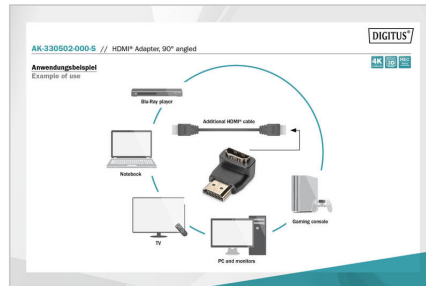 DIGITUS®
AK-330502-000-S // HDMI® Adapter, 90° angled
4K
3D
Anwendungsbeispiel
Example of use
Blu-Ray player
Additional HDMI® cable
Notebook
Gaming console
TV
PC and monitors